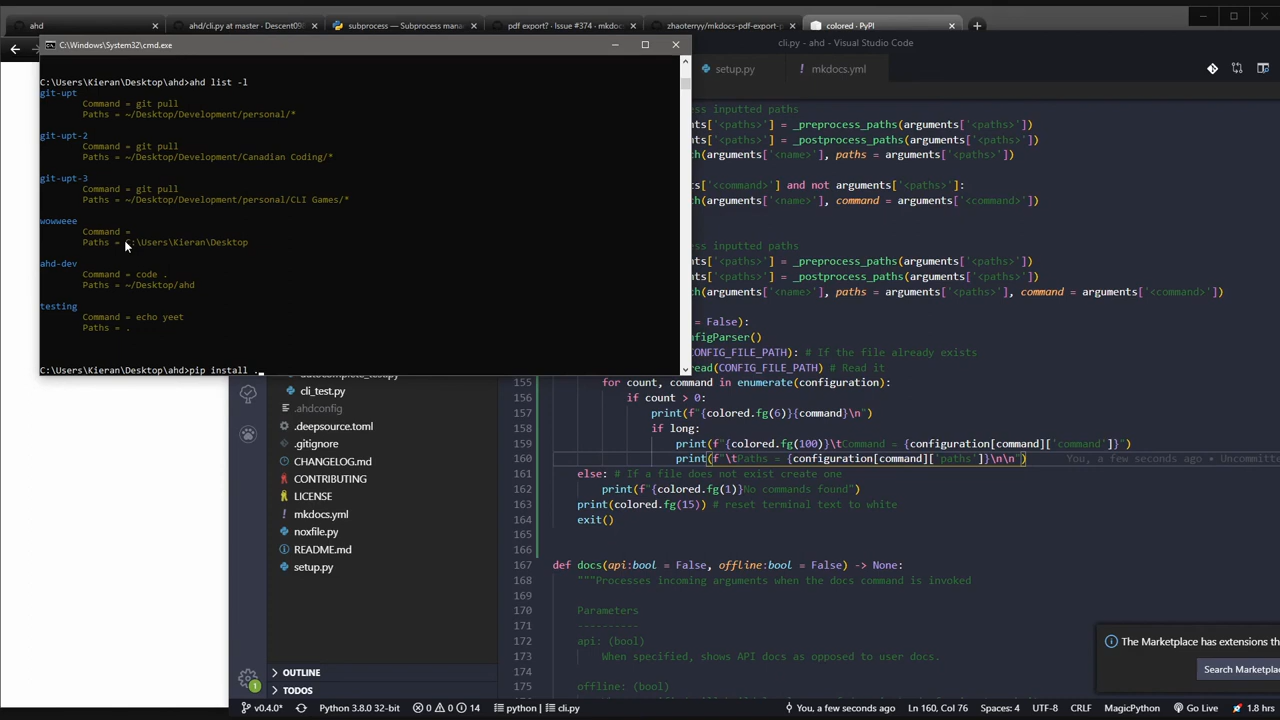 ahd
ahd/cli.py at master · Descent098
subprocess — Subprocess manage
pdf export? · Issue #374 · mkdocs
zhaoterryy/mkdocs-pdf-export-p
colored · PyPI
cli.py - ahd - Visual Studio Code
C:\Windows\System32\cmd.exe
setup.py
mkdocs.yml
C:\Users\Kieran\Desktop\ahd>ahd list -l
git-upt
Command = git pull
Paths = ~/Desktop/Development/personal/*
git-upt-2
Command = git pull
Paths = ~/Desktop/Development/Canadian Coding/*
git-upt-3
Command = git pull
Paths = ~/Desktop/Development/personal/CLI Games/*
wowweee
Command =
Paths = C:\Users\Kieran\Desktop
ahd-dev
Command = code .
Paths = ~/Desktop/ahd
testing
Command = echo yeet
Paths = .
C:\Users\Kieran\Desktop\ahd>pip install .
ess inputted paths
ents['<paths>'] = _preprocess_paths(arguments['<paths>'])
ents['<paths>'] = _postprocess_paths(arguments['<paths>'])
ch(arguments['<name>'], paths = arguments['<paths>'])
ents['<command>'] and not arguments['<paths>']:
ch(arguments['<name>'], command = arguments['<command>'])
ess inputted paths
ents['<paths>'] = _preprocess_paths(arguments['<paths>'])
ents['<paths>'] = _postprocess_paths(arguments['<paths>'])
ch(arguments['<name>'], paths = arguments['<paths>'], command = arguments['<command>'])
= False):
onfigParser()
CONFIG_FILE_PATH): # If the file already exists
read(CONFIG_FILE_PATH) # Read it
155 for count, command in enumerate(configuration):
156 if count > 0:
157 print(f"{colored.fg(6)}{command}\n")
158 if long:
159 print(f"{colored.fg(100)}\tCommand = {configuration[command]['command']}")
160 print(f"\tPaths = {configuration[command]['paths']}\n\n") You, a few seconds ago • Uncommitte
161 else: # If a file does not exist create one
162 print(f"{colored.fg(1)}No commands found")
163 print(colored.fg(15)) # reset terminal text to white
164 exit()
165
166
167 def docs(api:bool = False, offline:bool = False) -> None:
168 """Processes incoming arguments when the docs command is invoked
169
170 Parameters
171 ----------
172 api: (bool)
173 When specified, shows API docs as opposed to user docs.
174
175 offline: (bool)
cli_test.py
.ahdconfig
.deepsource.toml
.gitignore
CHANGELOG.md
CONTRIBUTING
LICENSE
mkdocs.yml
noxfile.py
README.md
setup.py
OUTLINE
TODOS
The Marketplace has extensions tha
Search Marketplac
1
v0.4.0*
Python 3.8.0 32-bit
0
0
14
python | cli.py
You, a few seconds ago
Ln 160, Col 76
Spaces: 4
UTF-8
CRLF
MagicPython
Go Live
1.8 hrs